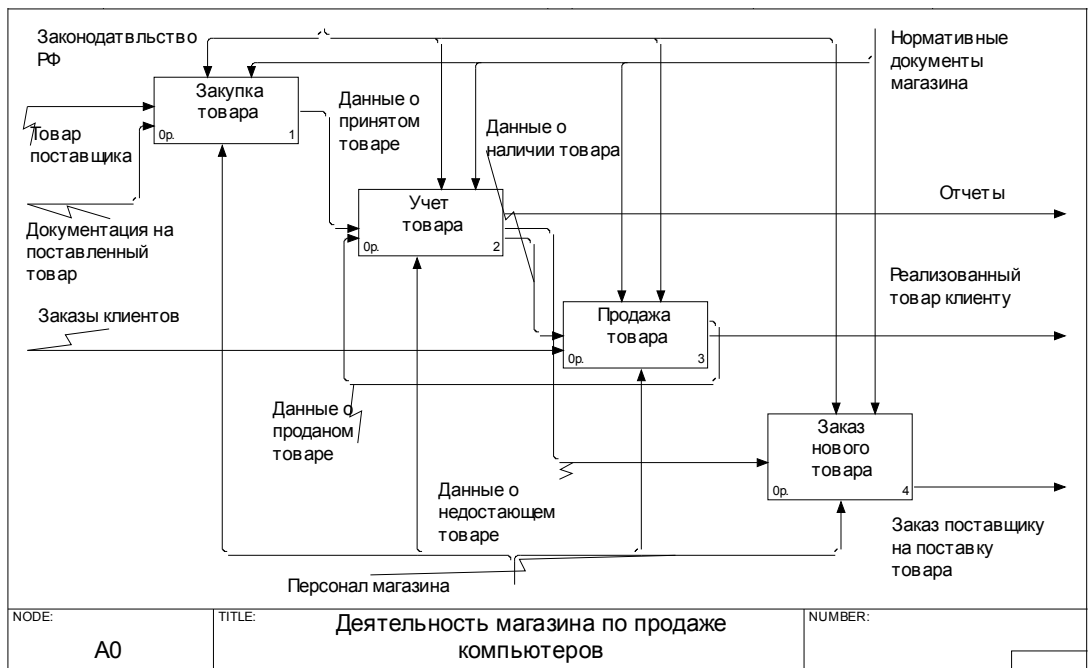 Законодатвльство
РФ
Нормативные
документы
магазина
Закупка
товара
0р.
1
Данные о
принятом
товаре
Данные о
наличии товара
Товар
поставщика
Учет
товара
0р.
2
Отчеты
Документация на
поставленный
товар
Реализованный
товар клиенту
Заказы клиентов
Продажа
товара
0р.
3
Данные о
проданом
товаре
Заказ
нового
товара
0р.
4
Данные о
недостающем
товаре
Заказ поставщику
на поставку
товара
Персонал магазина
NODE:
A0
TITLE:
Деятельность магазина по продаже
компьютеров
NUMBER: